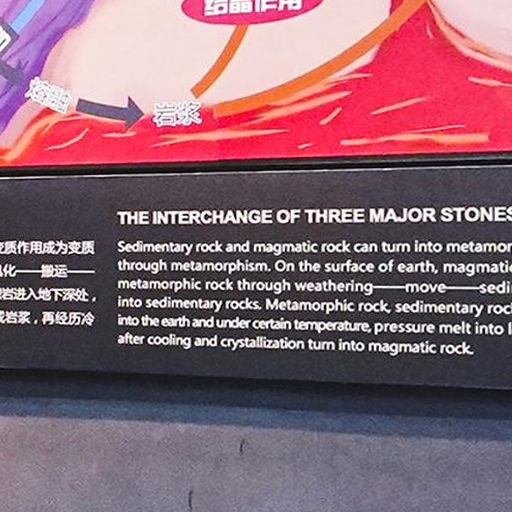 结晶作用
熔融
岩浆
THE INTERCHANGE OF THREE MAJOR STONES
变质作用成为变质
Sedimentary rock and magmatic rock can turn into metamor
化——搬运——
through metamorphism. On the surface of earth, magmatic
metamorphic rock through weathering——move——sedi
岩进入地下深处，
into sedimentary rocks. Metamorphic rock, sedimentary rock
岩浆，再经历冷
into the earth and under certain temperature, pressure melt into l
after cooling and crystallization turn into magmatic rock.